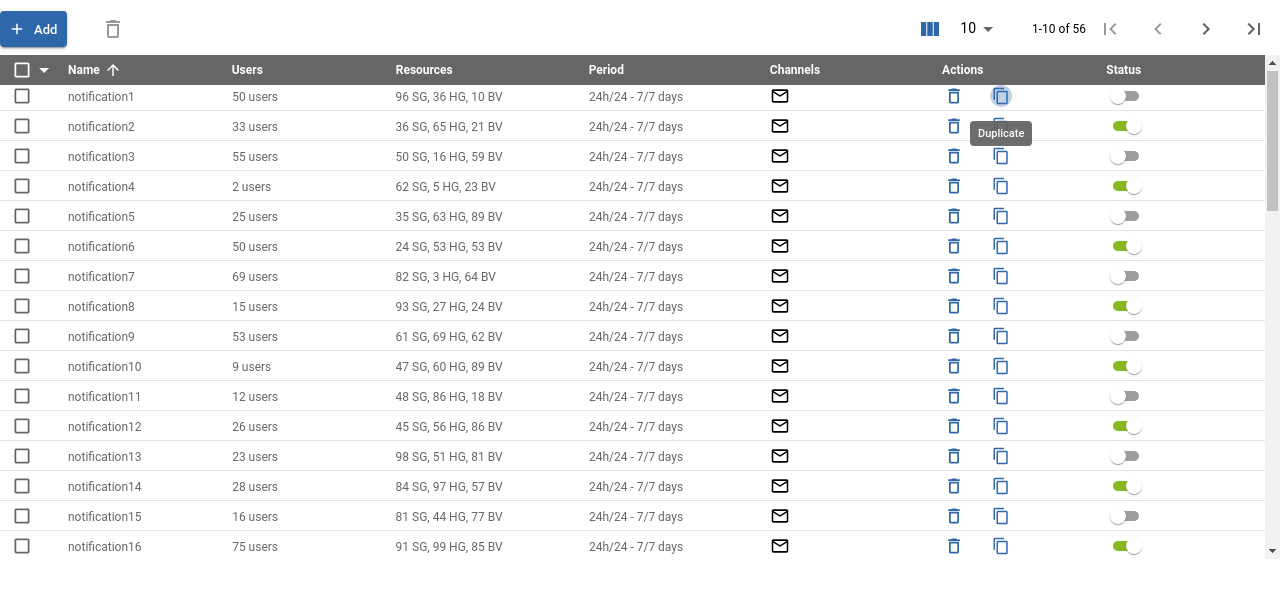 Add 10 1-10 of 56
Name Users Resources Period Channels Actions Status
notification1 50 users 96 SG, 36 HG, 10 BV 24h/24 - 7/7 days
notification2 33 users 36 SG, 65 HG, 21 BV 24h/24 - 7/7 days
Duplicate
notification3 55 users 50 SG, 16 HG, 59 BV 24h/24 - 7/7 days
notification4 2 users 62 SG, 5 HG, 23 BV 24h/24 - 7/7 days
notification5 25 users 35 SG, 63 HG, 89 BV 24h/24 - 7/7 days
notification6 50 users 24 SG, 53 HG, 53 BV 24h/24 - 7/7 days
notification7 69 users 82 SG, 3 HG, 64 BV 24h/24 - 7/7 days
notification8 15 users 93 SG, 27 HG, 24 BV 24h/24 - 7/7 days
notification9 53 users 61 SG, 69 HG, 62 BV 24h/24 - 7/7 days
notification10 9 users 47 SG, 60 HG, 89 BV 24h/24 - 7/7 days
notification11 12 users 48 SG, 86 HG, 18 BV 24h/24 - 7/7 days
notification12 26 users 45 SG, 56 HG, 86 BV 24h/24 - 7/7 days
notification13 23 users 98 SG, 51 HG, 81 BV 24h/24 - 7/7 days
notification14 28 users 84 SG, 97 HG, 57 BV 24h/24 - 7/7 days
notification15 16 users 81 SG, 44 HG, 77 BV 24h/24 - 7/7 days
notification16 75 users 91 SG, 99 HG, 85 BV 24h/24 - 7/7 days